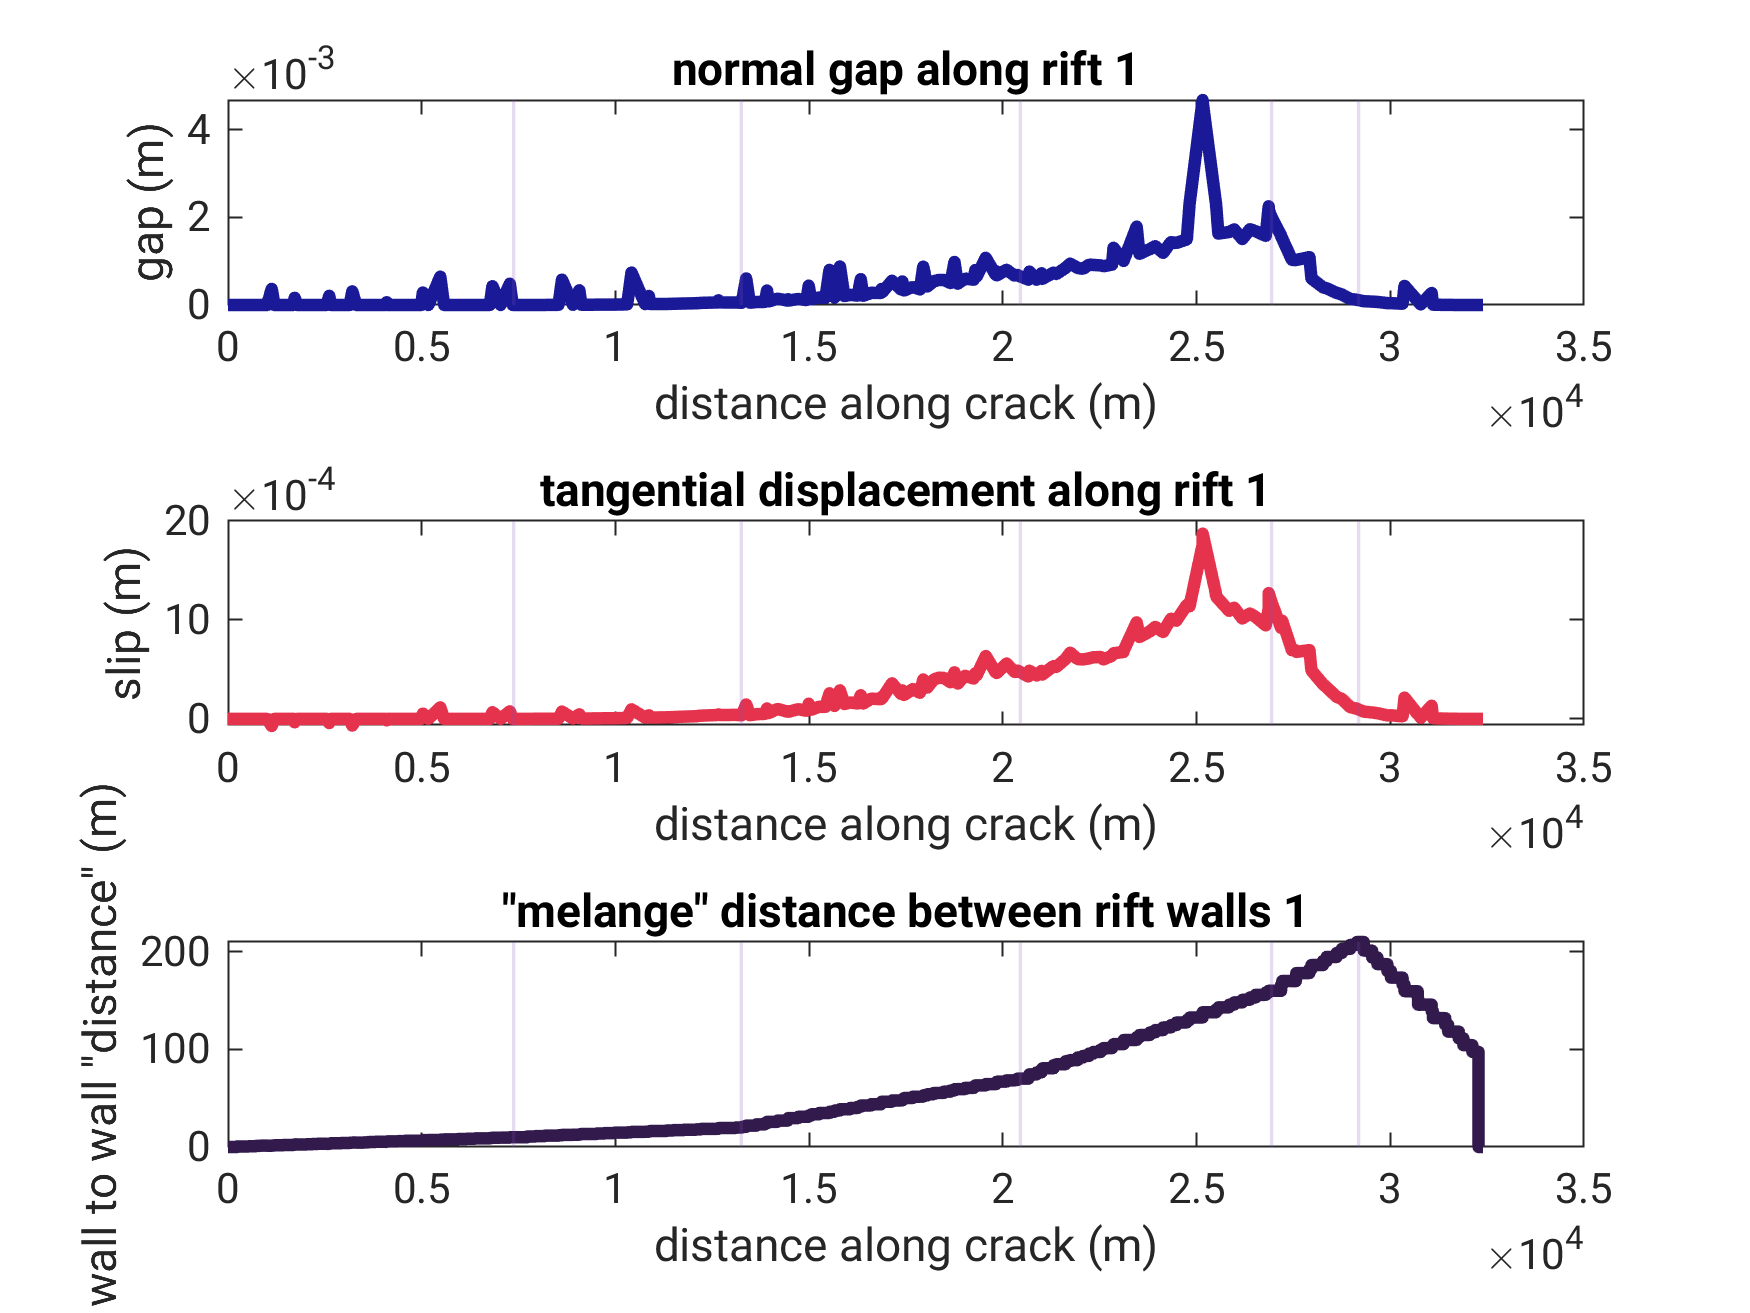 ×10-3
normal gap along rift 1
gap (m)
4
2
0
0 0.5 1 1.5 2 2.5 3 3.5
distance along crack (m)
×104
×10-4
tangential displacement along rift 1
slip (m)
20
10
0
0 0.5 1 1.5 2 2.5 3 3.5
distance along crack (m)
×104
"melange" distance between rift walls 1
wall to wall "distance" (m)
200
100
0
0 0.5 1 1.5 2 2.5 3 3.5
distance along crack (m)
×104